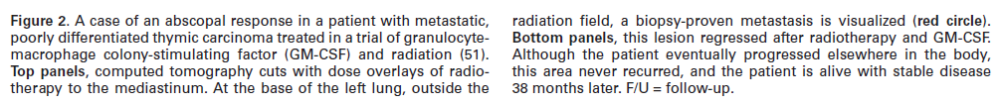 Figure 2. A case of an abscopal response in a patient with metastatic,
poorly differentiated thymic carcinoma treated in a trial of granulocyte-
macrophage colony-stimulating factor (GM-CSF) and radiation (51).
Top panels, computed tomography cuts with dose overlays of radio-
therapy to the mediastinum. At the base of the left lung, outside the
radiation field, a biopsy-proven metastasis is visualized (red circle).
Bottom panels, this lesion regressed after radiotherapy and GM-CSF.
Although the patient eventually progressed elsewhere in the body,
this area never recurred, and the patient is alive with stable disease
38 months later. F/U = follow-up.